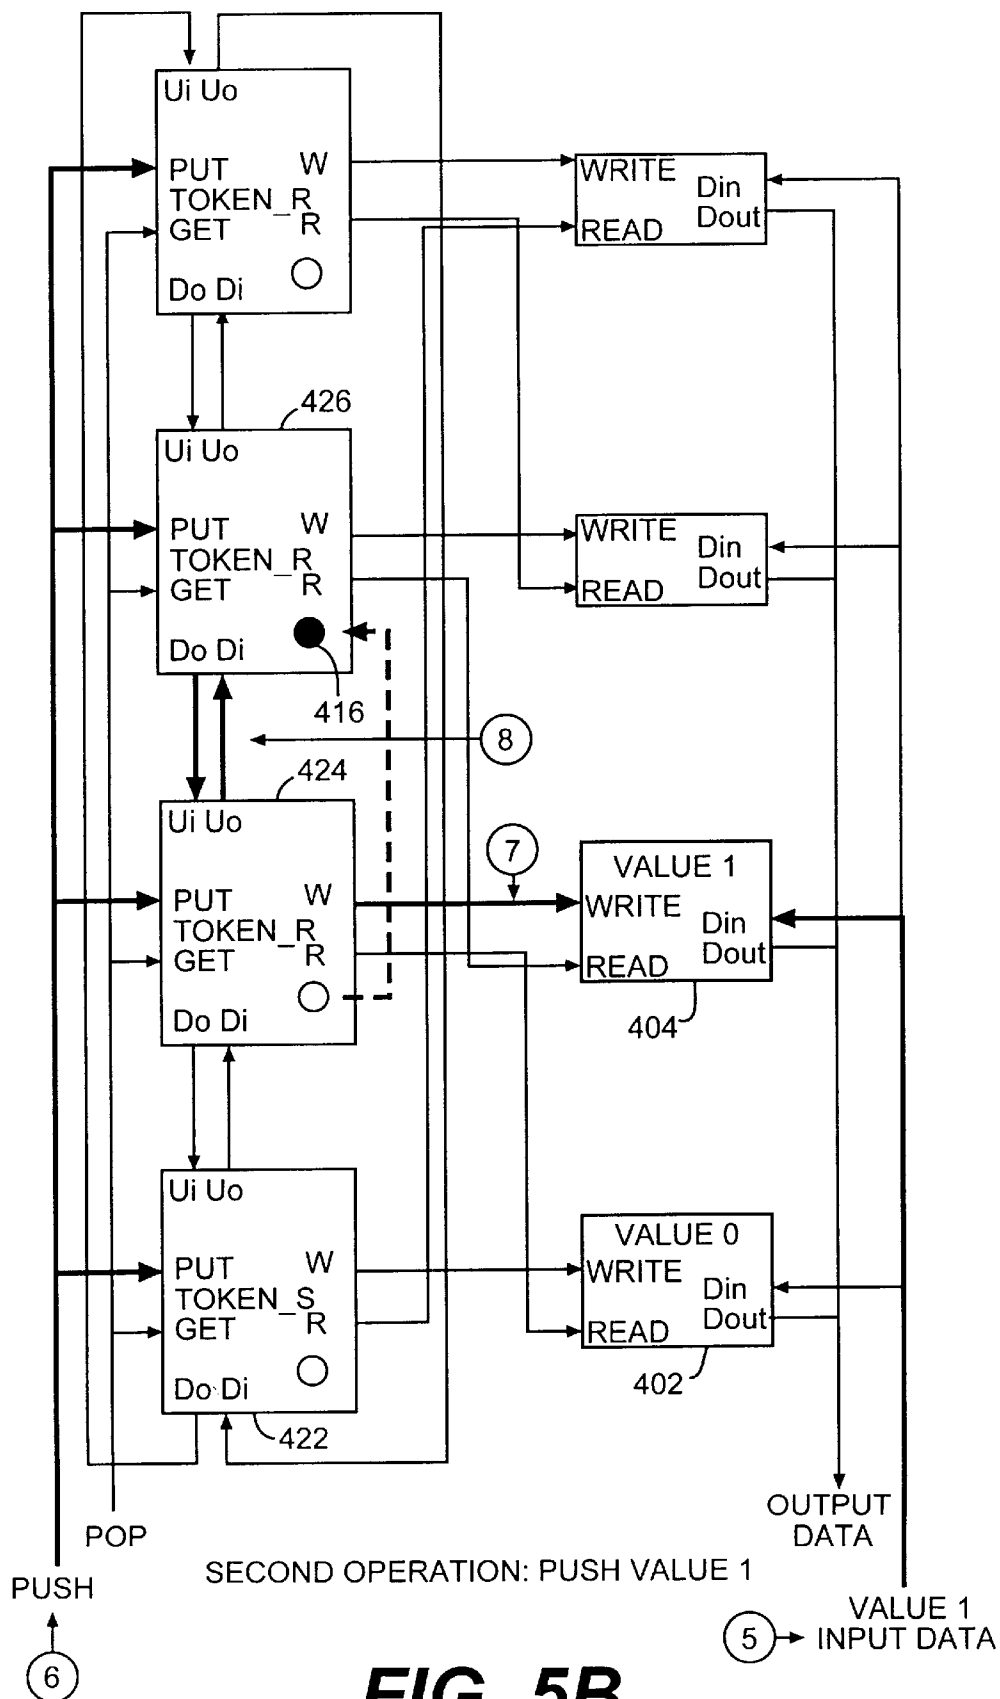 Ui Uo
PUT W
TOKEN_R
GET R
Do Di
WRITE
Din
Dout
READ
426
Ui Uo
PUT W
TOKEN_R
GET R
Do Di
416
WRITE
Din
Dout
READ
8
424
Ui Uo
PUT W
TOKEN_R
GET R
Do Di
7
VALUE 1
WRITE
Din
Dout
READ
404
Ui Uo
PUT W
TOKEN_S
GET R
Do Di
422
VALUE 0
WRITE
Din
Dout
READ
402
POP
PUSH
6
OUTPUT
DATA
SECOND OPERATION: PUSH VALUE 1
5
VALUE 1
INPUT DATA
FIG. 5B